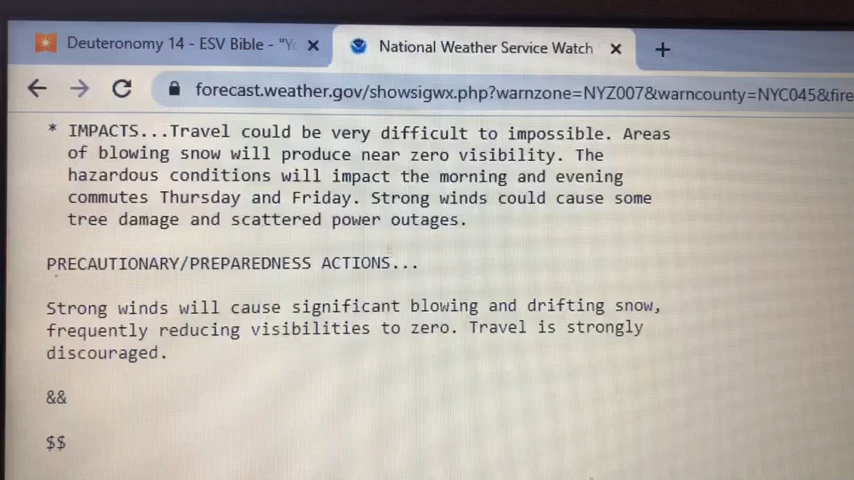 Deuteronomy 14 - ESV Bible - "Yo
National Weather Service Watch
forecast.weather.gov/showsigwx.php?warnzone=NYZ007&warncounty=NYC045&fire
* IMPACTS...Travel could be very difficult to impossible. Areas
of blowing snow will produce near zero visibility. The
hazardous conditions will impact the morning and evening
commutes Thursday and Friday. Strong winds could cause some
tree damage and scattered power outages.
PRECAUTIONARY/PREPAREDNESS ACTIONS...
Strong winds will cause significant blowing and drifting snow,
frequently reducing visibilities to zero. Travel is strongly
discouraged.
&&
$$